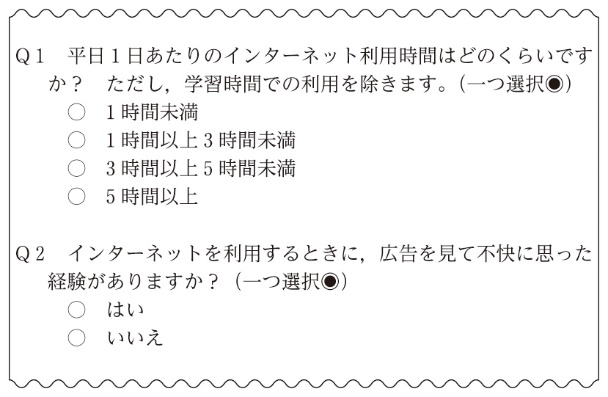 Q1 平日1日あたりのインターネット利用時間はどのくらいです
か? ただし,学習時間での利用を除きます。(一つ選択◉)
○ 1時間未満
○ 1時間以上3時間未満
○ 3時間以上5時間未満
○ 5時間以上
Q2 インターネットを利用するときに,広告を見て不快に思った
経験がありますか?(一つ選択◉)
○ はい
○ いいえ